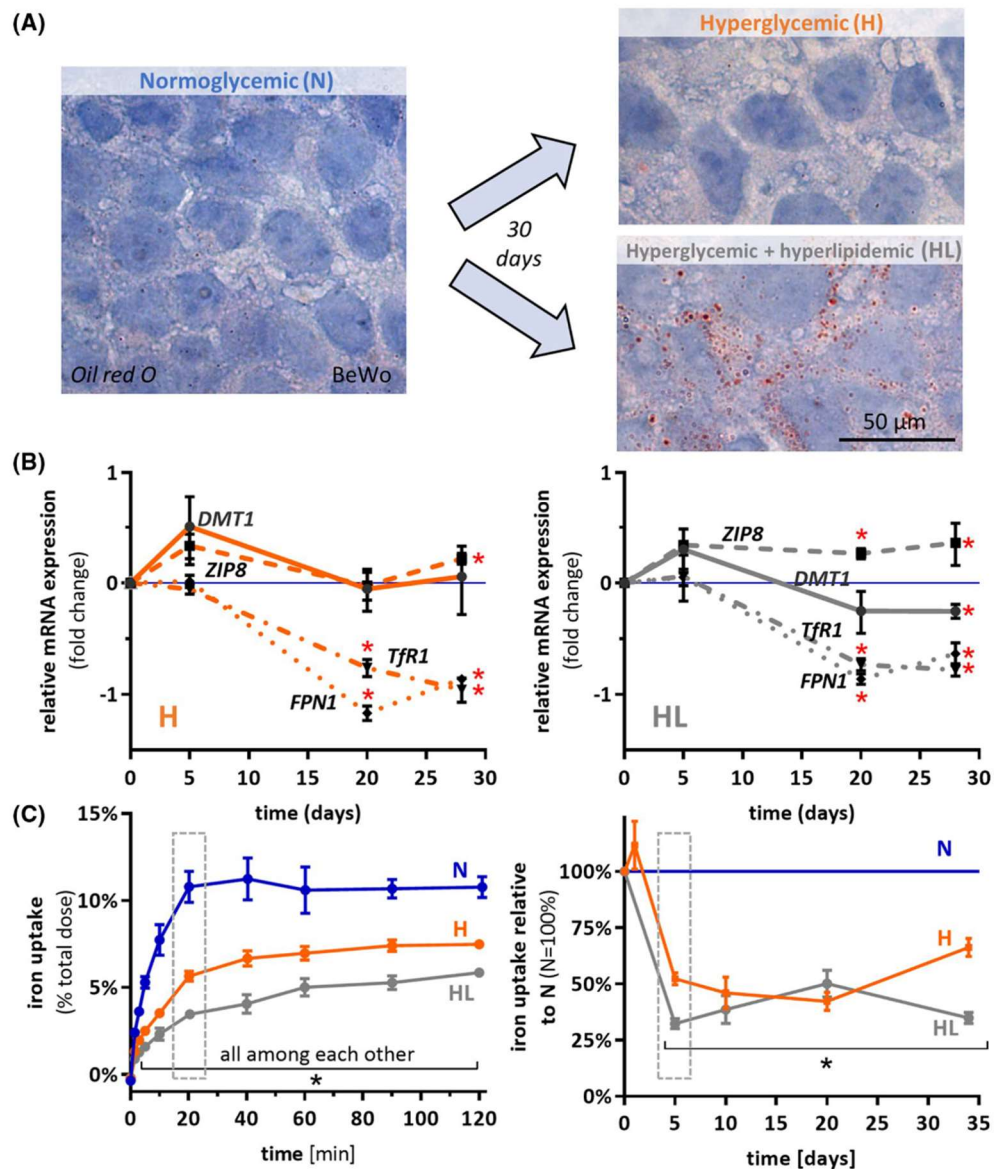 (A)
Normoglycemic (N)
Oil red O
BeWo
30
days
Hyperglycemic (H)
Hyperglycemic + hyperlipidemic (HL)
50 µm
(B)
relative mRNA expression
(fold change)
1
0
-1
DMT1
ZIP8
*
TfR1
*
*
FPN1
*
*
H
0
5
10
15
20
25
30
time (days)
relative mRNA expression
(fold change)
1
0
-1
ZIP8
*
*
DMT1
*
TfR1
*
*
FPN1
*
*
HL
0
5
10
15
20
25
30
time (days)
(C)
iron uptake
(% total dose)
15%
10%
5%
0%
N
H
HL
all among each other
*
0
20
40
60
80
100
120
time [min]
iron uptake relative
to N (N=100%)
100%
75%
50%
25%
0%
N
H
HL
*
0
5
10
15
20
25
30
35
time [days]